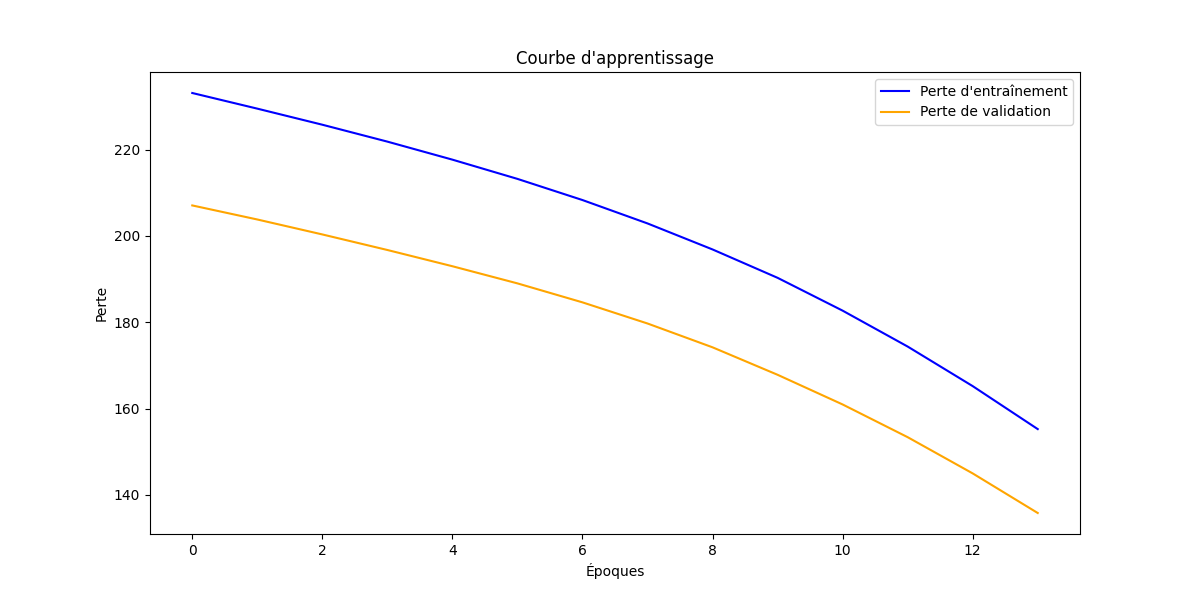 Courbe d'apprentissage
Perte d'entraînement
Perte de validation
220
200
180
160
140
Perte
0 2 4 6 8 10 12
Époques